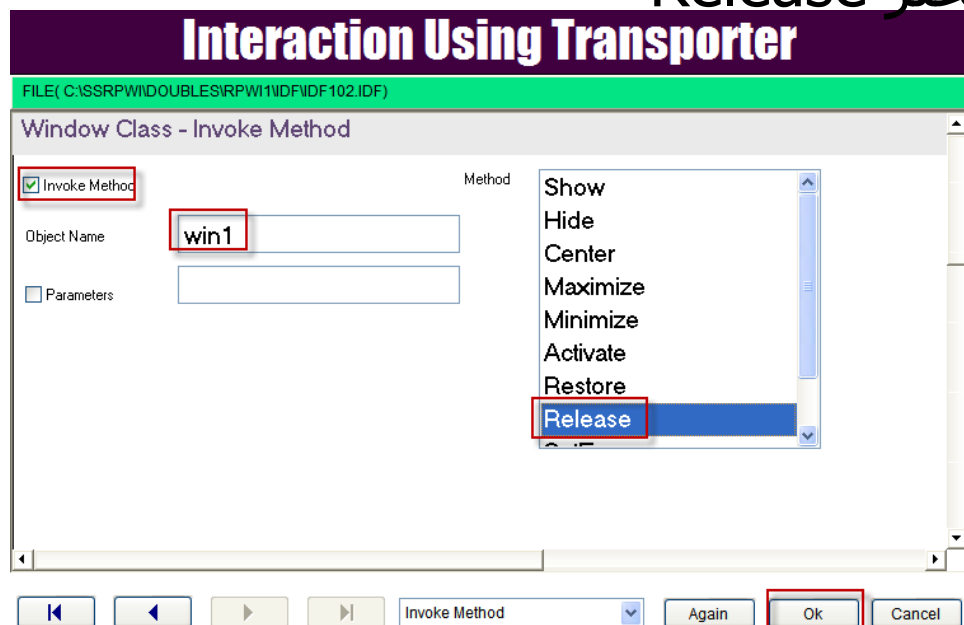 Release
Interaction Using Transporter
FILE( C:\SSRPWI\DOUBLES\RPWI1\IDF\IDF102.IDF)
Window Class - Invoke Method
Invoke Method
Method
Object Name
win1
Parameters
Show
Hide
Center
Maximize
Minimize
Activate
Restore
Release
Invoke Method
Again
Ok
Cancel